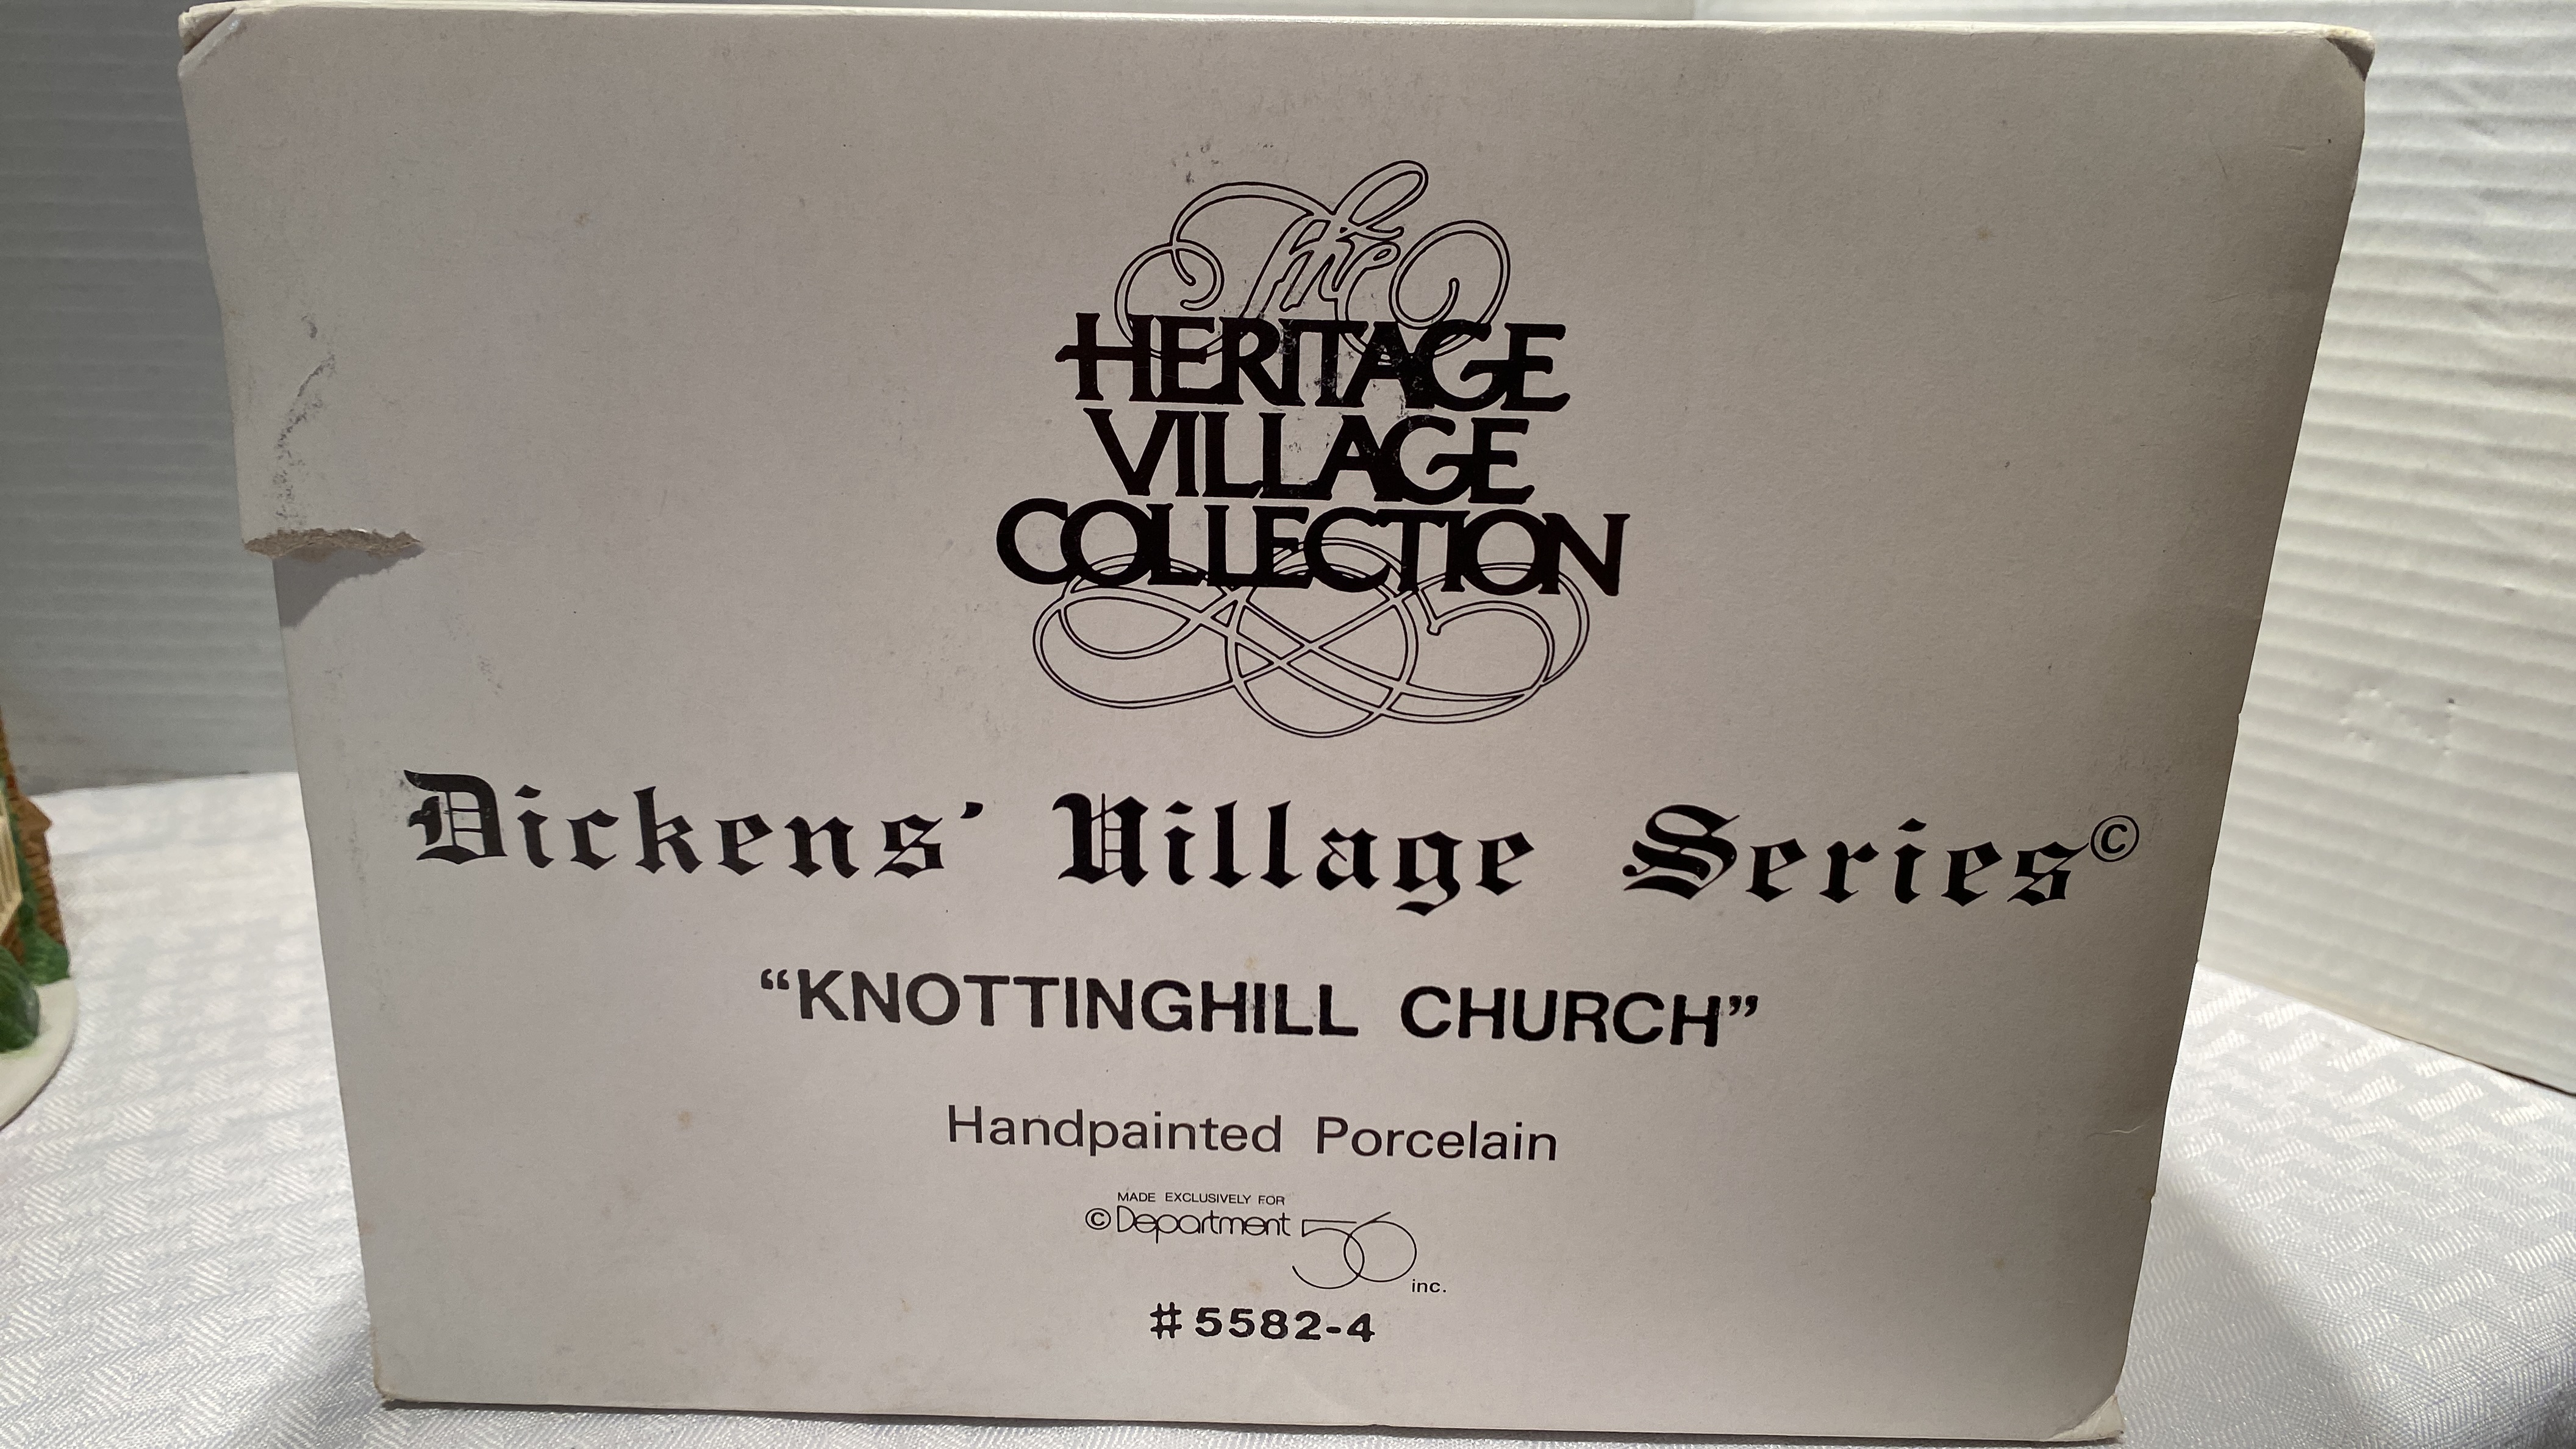 The
HERITAGE
VILLAGE
COLLECTION
Dickens' Village Series©
“KNOTTINGHILL CHURCH”
Handpainted Porcelain
MADE EXCLUSIVELY FOR
©Department 56 inc.
#5582-4